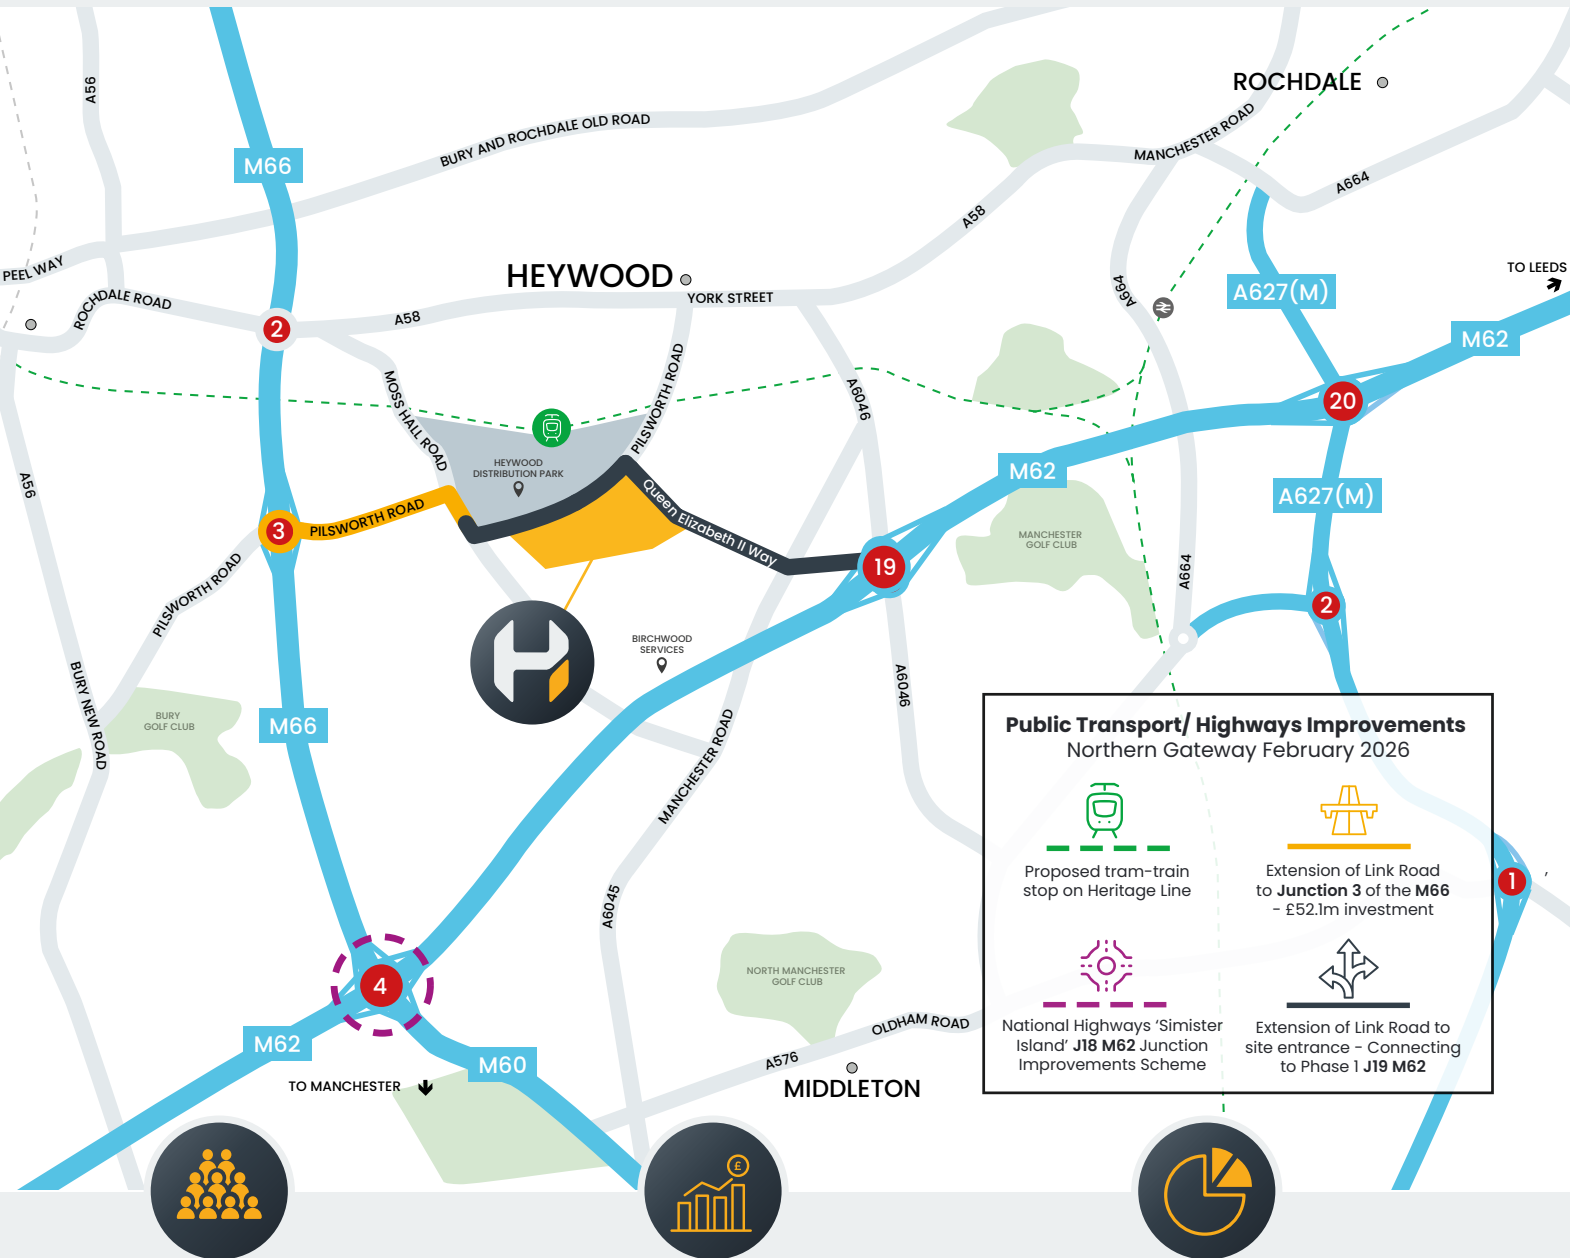 A56
M66
BURY AND ROCHDALE OLD ROAD
ROCHDALE
MANCHESTER ROAD
A664
A58
PEEL WAY
ROCHDALE ROAD
HEYWOOD
YORK STREET
A58
2
A664
A627(M)
TO LEEDS
M62
MOSS HALL ROAD
PILSWORTH ROAD
A6046
20
HEYWOOD
DISTRIBUTION PARK
M62
A56
A627(M)
3
PILSWORTH ROAD
Queen Elizabeth II Way
MANCHESTER
GOLF CLUB
19
A664
PILSWORTH ROAD
2
BIRCHWOOD
SERVICES
A6046
BURY NEW ROAD
BURY
GOLF CLUB
M66
MANCHESTER ROAD
Public Transport/ Highways Improvements
Northern Gateway February 2026
Proposed tram-train
stop on Heritage Line
Extension of Link Road
to Junction 3 of the M66
- £52.1m investment
National Highways ‘Simister
Island’ J18 M62 Junction
Improvements Scheme
Extension of Link Road to
site entrance - Connecting
to Phase 1 J19 M62
1
,
A6045
4
NORTH MANCHESTER
GOLF CLUB
OLDHAM ROAD
M62
M60
A576
TO MANCHESTER
MIDDLETON
£